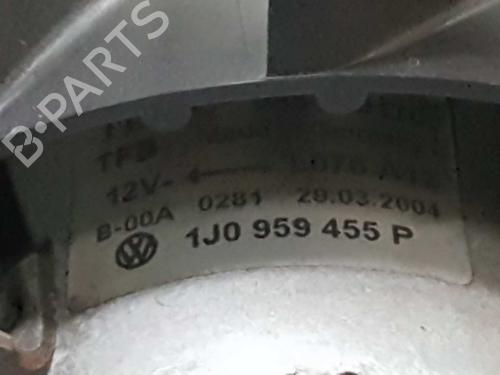 B-PARTS
TFB
12V-
B-00A 0281 29.03.2004
1J0 959 455 P